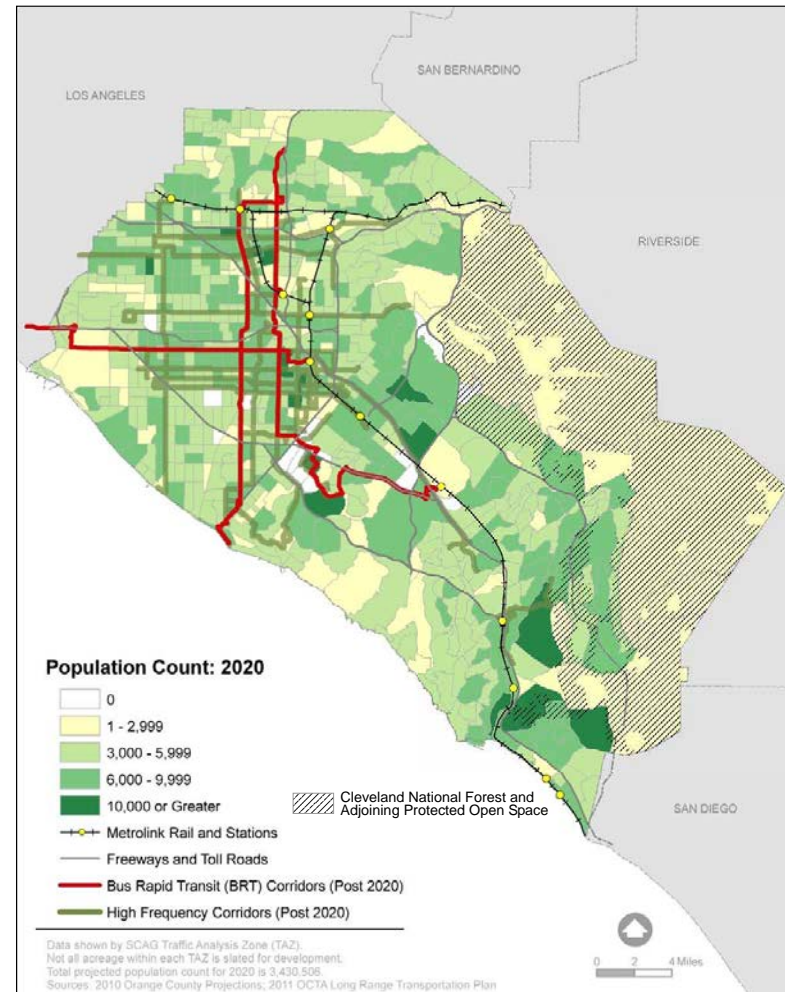 SAN BERNARDINO
LOS ANGELES
RIVERSIDE
Population Count: 2020
0
1 - 2,999
3,000 - 5,999
6,000 - 9,999
10,000 or Greater
Cleveland National Forest and
Adjoining Protected Open Space
SAN DIEGO
Metrolink Rail and Stations
Freeways and Toll Roads
Bus Rapid Transit (BRT) Corridors (Post 2020)
High Frequency Corridors (Post 2020)
Data shown by SCAG Traffic Analysis Zone (TAZ).
Not all acreage within each TAZ is slated for development.
Total projected population count for 2020 is 3,430,506.
Sources: 2010 Orange County Projections; 2011 OCTA Long Range Transportation Plan
0 2 4 Miles